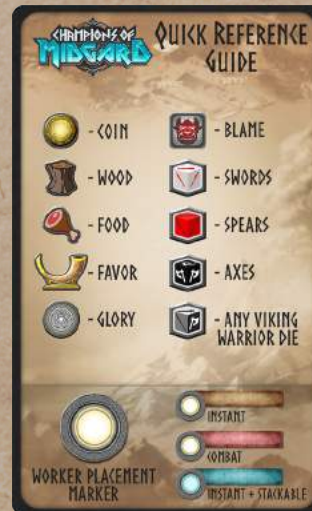 CHAMPIONS OF
MIDGARD
QUICK REFERENCE
GUIDE
- COIN
- BLAME
- WOOD
- SWORDS
- FOOD
- SPEARS
- FAVOR
- AXES
- GLORY
- ANY VIKING
WARRIOR DIE
WORKER PLACEMENT
MARKER
INSTANT
COMBAT
INSTANT + STACKABLE